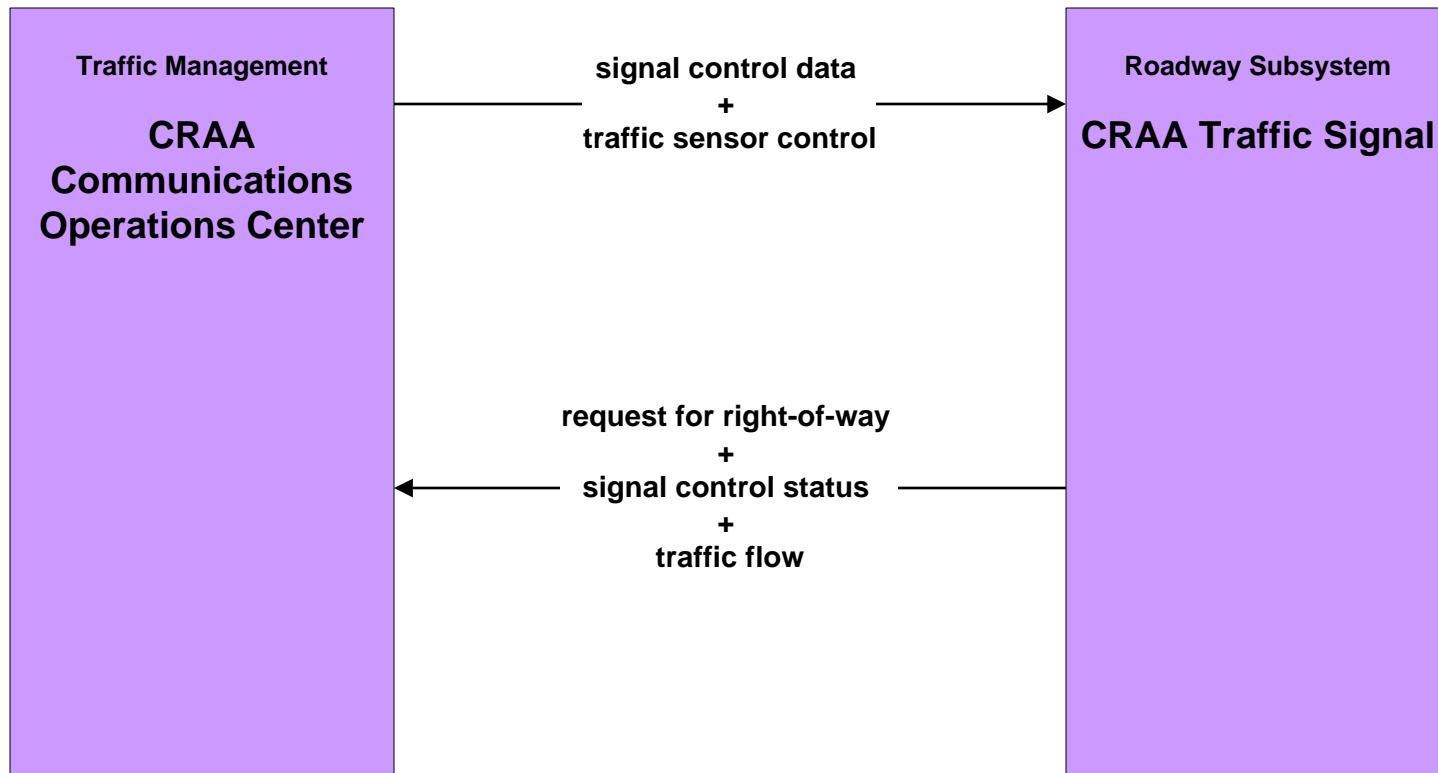 Traffic Management
CRAA
Communications
Operations Center
signal control data
+
traffic sensor control
Roadway Subsystem
CRAA Traffic Signal
request for right-of-way
+
signal control status
+
traffic flow